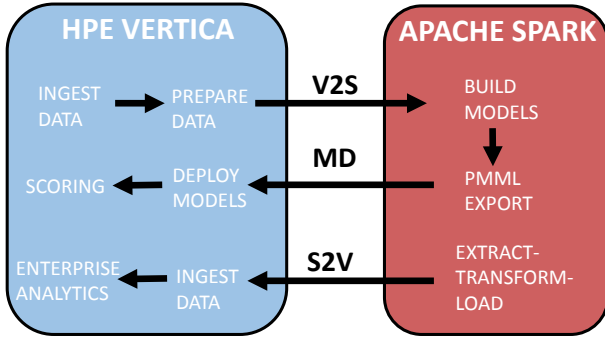 HPE VERTICA
APACHE SPARK
INGEST
DATA
PREPARE
DATA
V2S
BUILD
MODELS
SCORING
DEPLOY
MODELS
MD
PMML
EXPORT
ENTERPRISE
ANALYTICS
INGEST
DATA
S2V
EXTRACT-
TRANSFORM-
LOAD